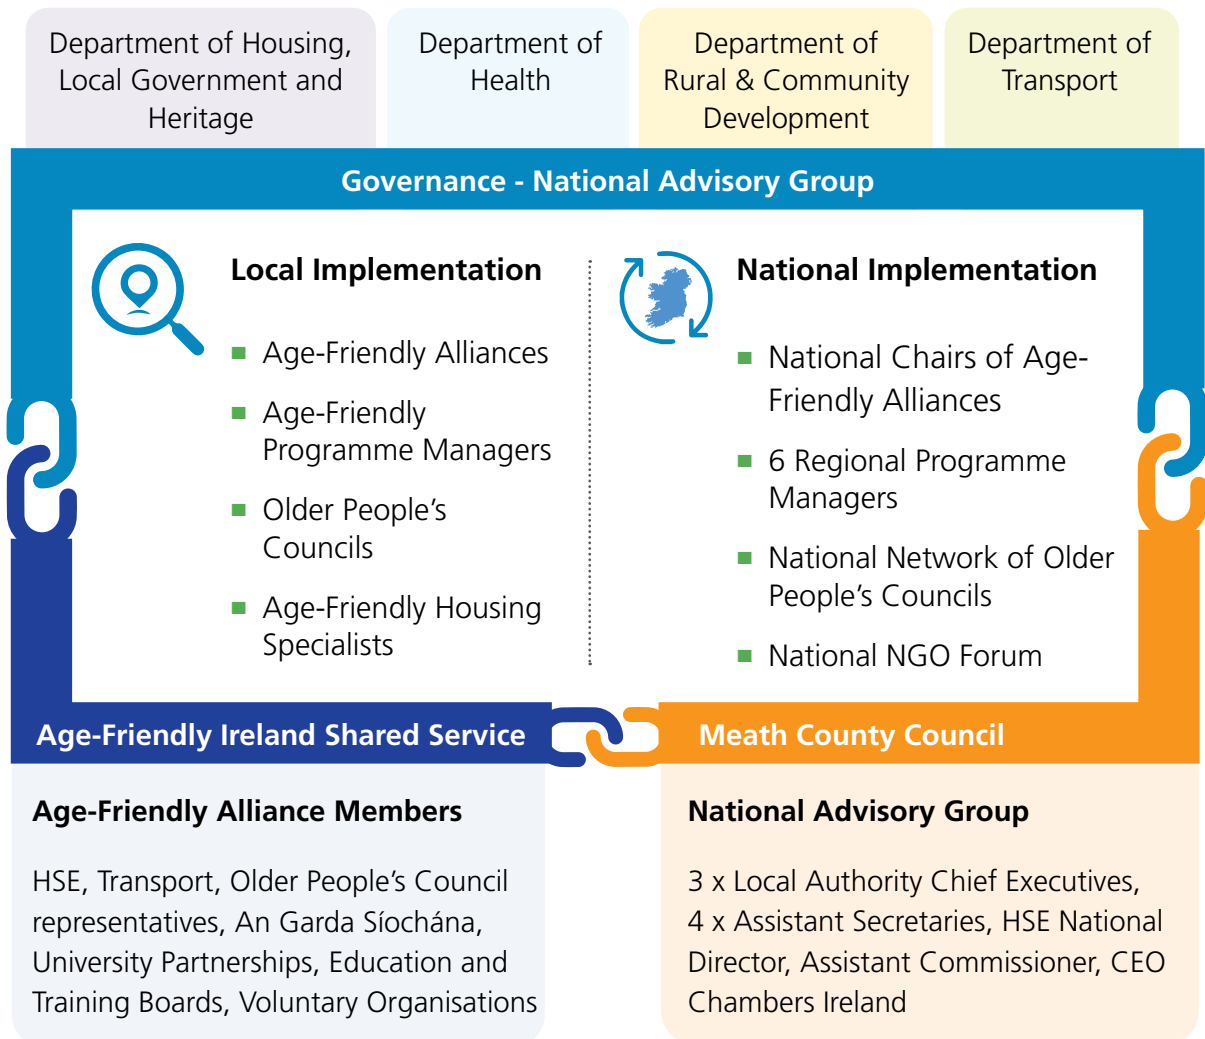 Department of Housing,
Local Government and
Heritage
Department of
Health
Department of
Rural & Community
Development
Department of
Transport
Governance - National Advisory Group
Local Implementation
Age-Friendly Alliances
Age-Friendly
Programme Managers
Older People’s
Councils
Age-Friendly Housing
Specialists
National Implementation
National Chairs of Age-
Friendly Alliances
6 Regional Programme
Managers
National Network of Older
People’s Councils
National NGO Forum
Age-Friendly Ireland Shared Service
Meath County Council
Age-Friendly Alliance Members
HSE, Transport, Older People’s Council
representatives, An Garda Síochána,
University Partnerships, Education and
Training Boards, Voluntary Organisations
National Advisory Group
3 x Local Authority Chief Executives,
4 x Assistant Secretaries, HSE National
Director, Assistant Commissioner, CEO
Chambers Ireland